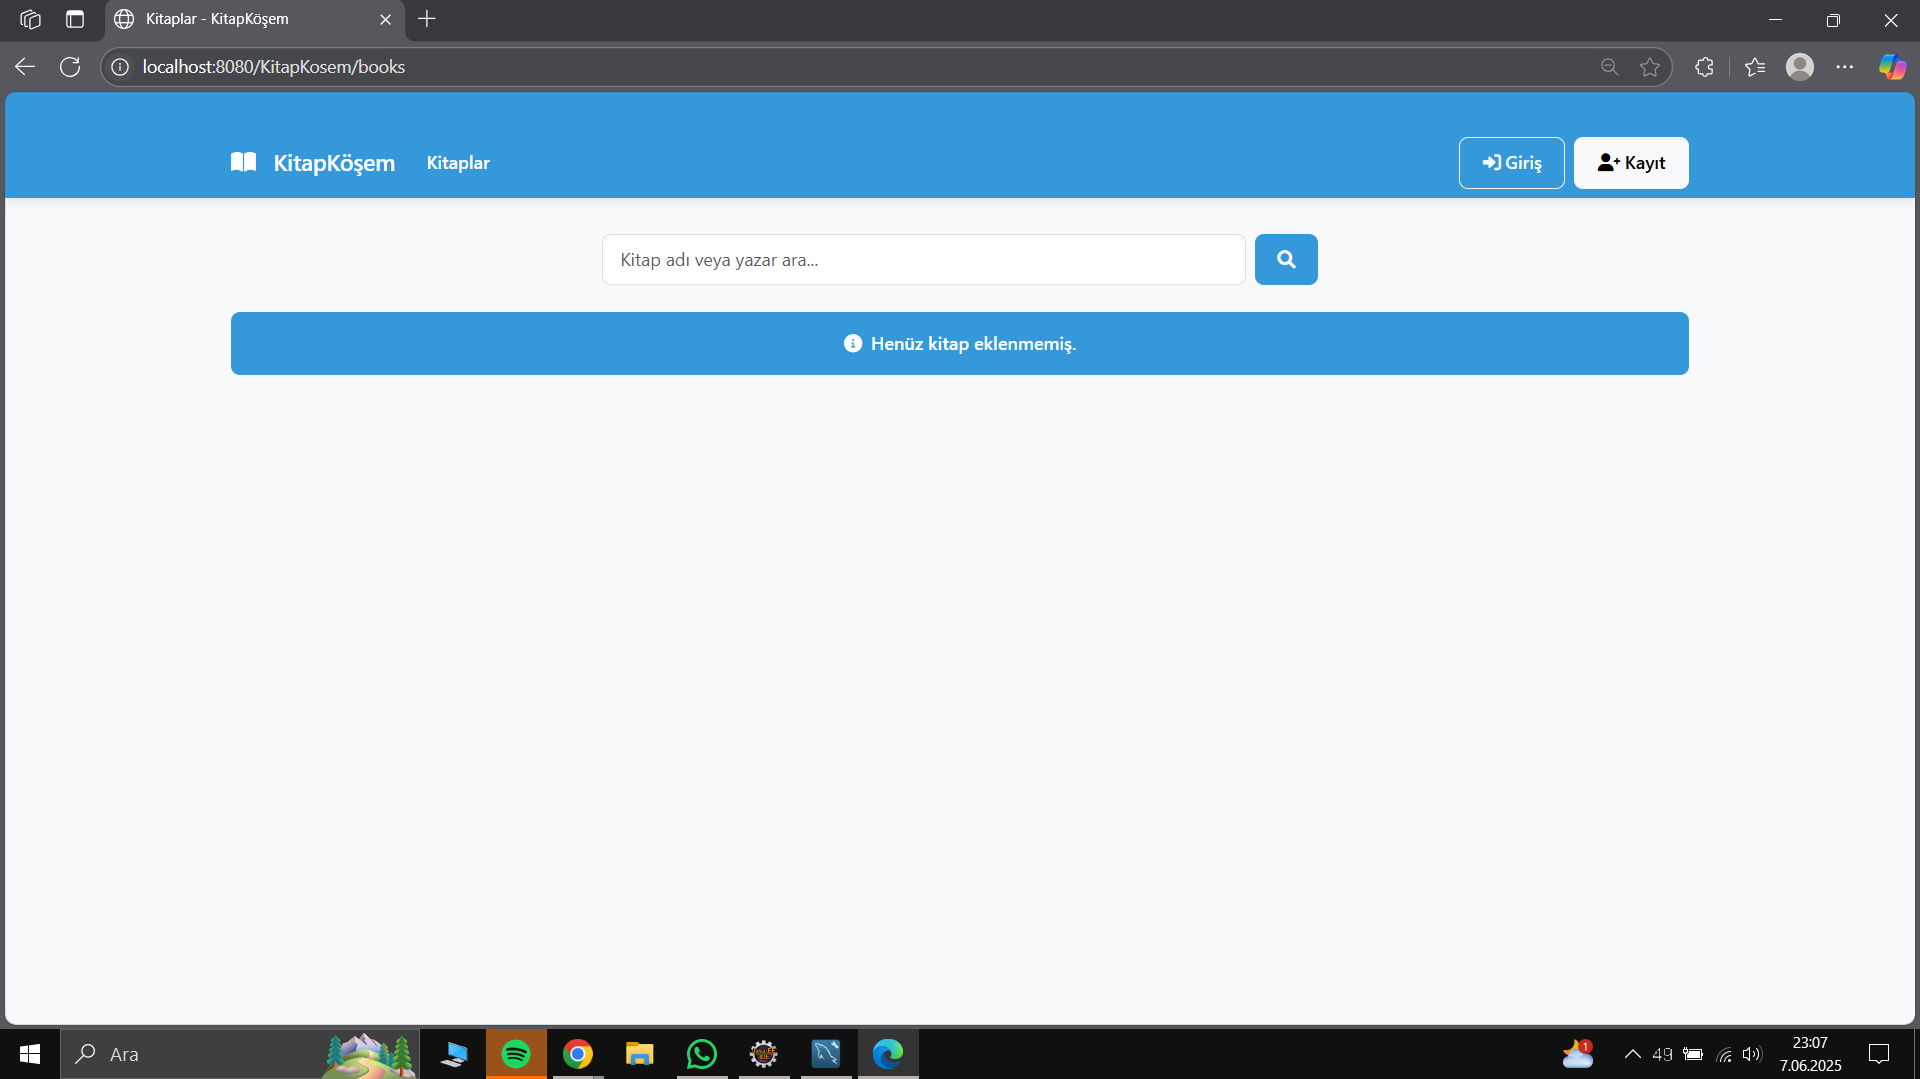 Kitaplar - KitapKöşem
localhost:8080/KitapKosem/books
KitapKöşem
Kitaplar
Giriş
Kayıt
Kitap adı veya yazar ara...
Henüz kitap eklenmemiş.
Ara
1
49
23:07
7.06.2025